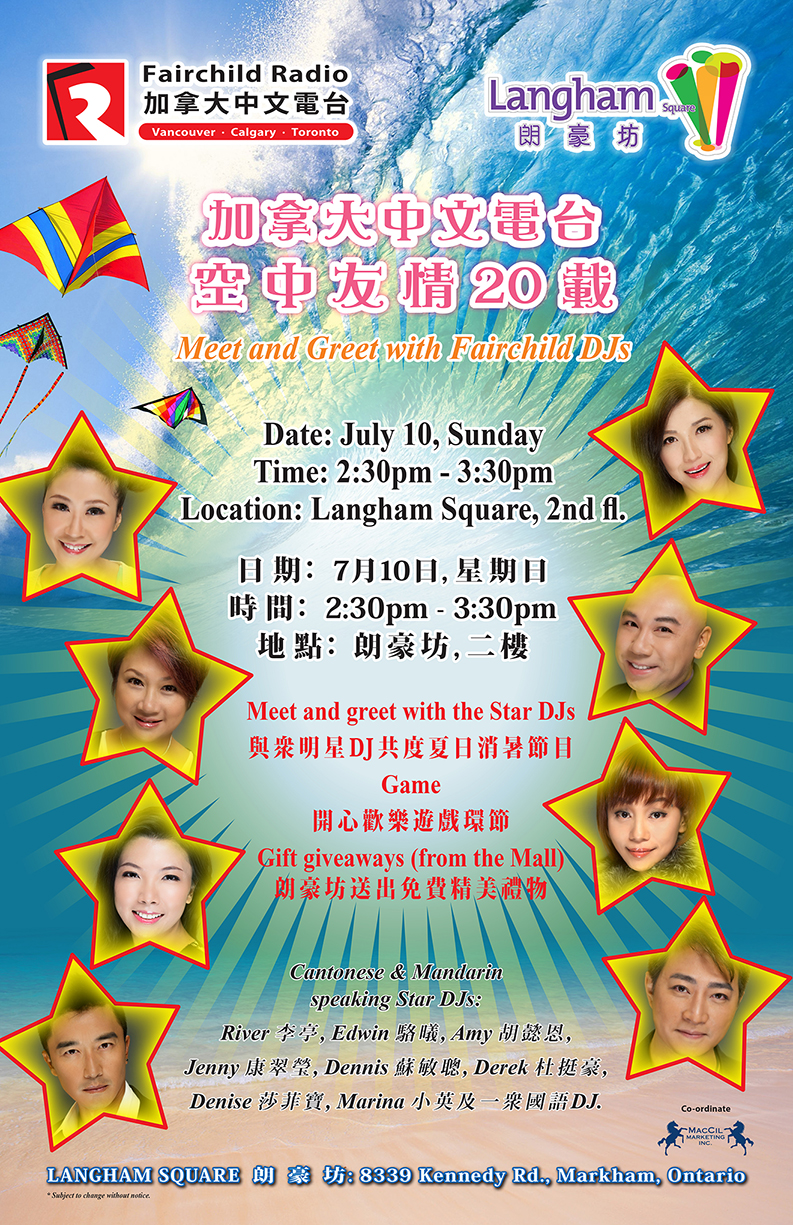 Fairchild Radio
加拿大中文電台
Vancouver · Calgary · Toronto
Langham Square
朗豪坊
加拿大中文電台
空中友情20載
Meet and Greet with Fairchild DJs
Date: July 10, Sunday
Time: 2:30pm - 3:30pm
Location: Langham Square, 2nd fl.
日期: 7月10日, 星期日
時間: 2:30pm - 3:30pm
地點: 朗豪坊, 二樓
Meet and greet with the Star DJs
與衆明星DJ共度夏日消暑節目
Game
開心歡樂遊戲環節
Gift giveaways (from the Mall)
朗豪坊送出免費精美禮物
Cantonese & Mandarin
speaking Star DJs:
River 李亭, Edwin 駱曦, Amy 胡懿恩,
Jenny 康翠瑩, Dennis 蘇敏聰, Derek 杜挺豪,
Denise 莎菲寶, Marina 小英及一衆國語DJ.
Co-ordinate
MACCIL
MARKETING
INC.
LANGHAM SQUARE 朗豪坊: 8339 Kennedy Rd., Markham, Ontario
* Subject to change without notice.